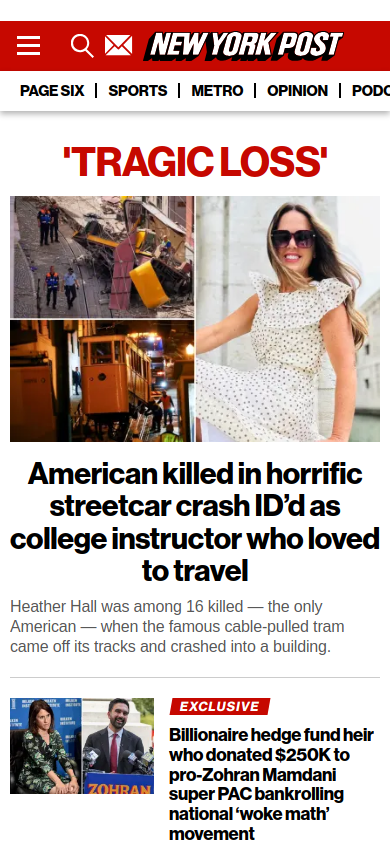 NEW YORK POST
PAGE SIX
SPORTS
METRO
OPINION
PODC
'TRAGIC LOSS'
American killed in horrific
streetcar crash ID’d as
college instructor who loved
to travel
Heather Hall was among 16 killed — the only
American — when the famous cable-pulled tram
came off its tracks and crashed into a building.
MILKEN
INSTITUTE
ZOHRAN
EXCLUSIVE
Billionaire hedge fund heir
who donated $250K to
pro-Zohran Mamdani
super PAC bankrolling
national ‘woke math’
movement